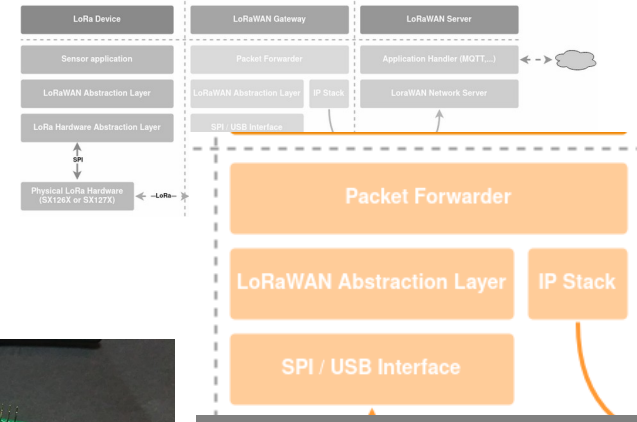 LoRa Device
LoRaWAN Gateway
LoRaWAN Server
Sensor application
Packet Forwarder
Application Handler (MQTT,...)
LoRaWAN Abstraction Layer
LoRaWAN Abstraction Layer
IP Stack
LoraWAN Network Server
LoRa Hardware Abstraction Layer
SPI / USB Interface
SPI
Physical LoRa Hardware
(SX126X or SX127X)
LoRa
Packet Forwarder
LoRaWAN Abstraction Layer
IP Stack
SPI / USB Interface